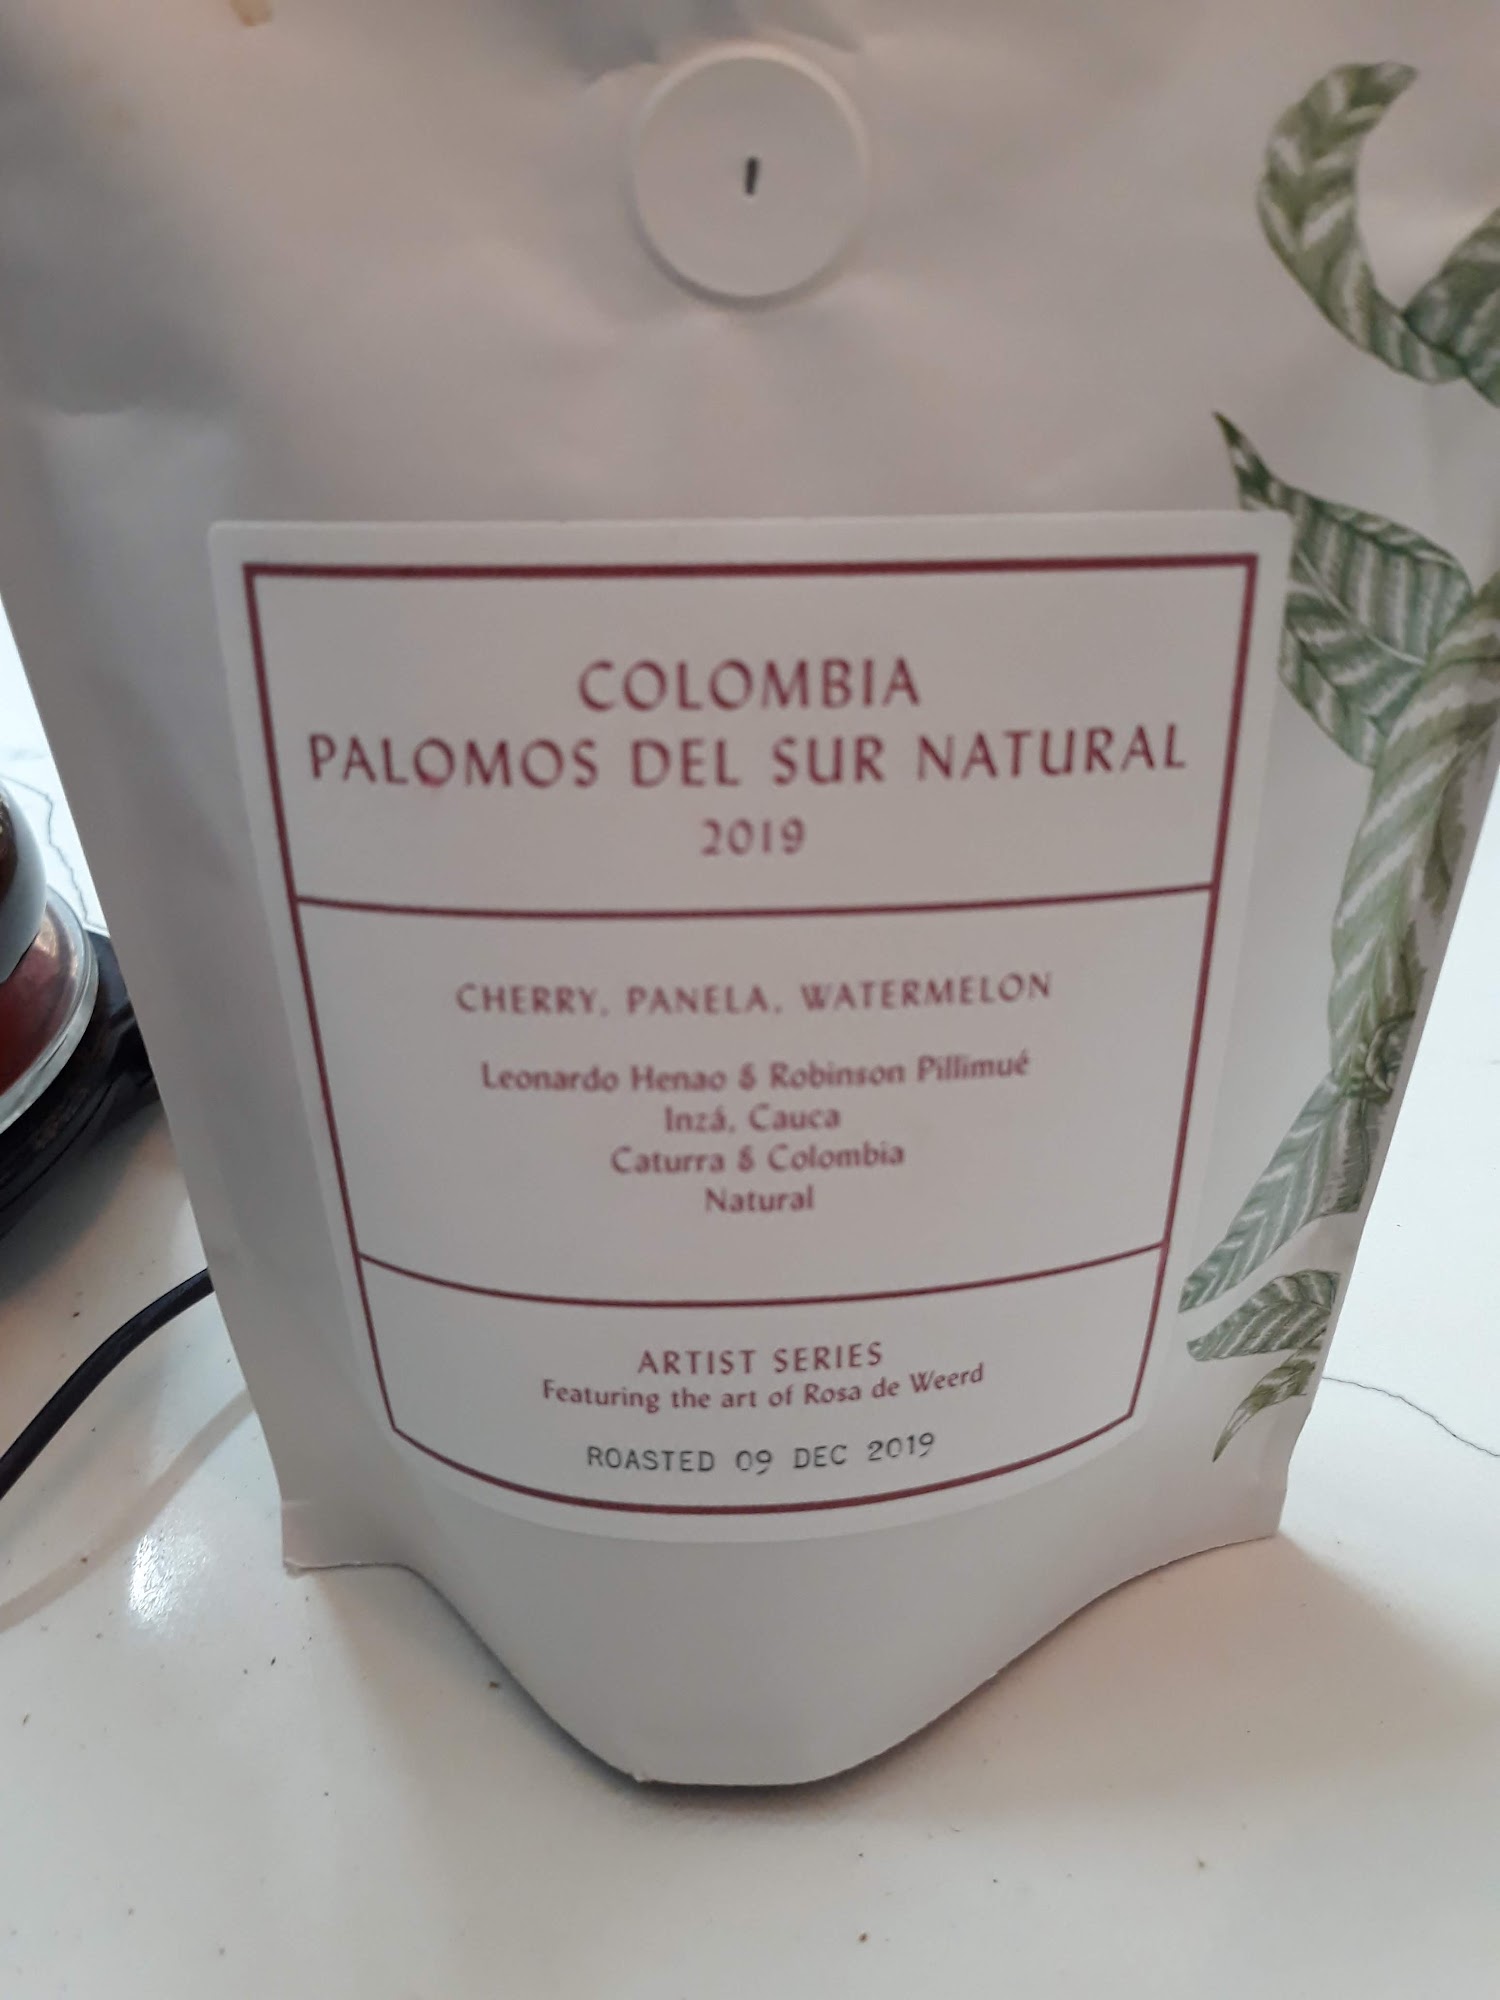 COLOMBIA
PALOMOS DEL SUR NATURAL
2019
CHERRY, PANELA, WATERMELON
Leonardo Henao & Robinson Pillimué
Inzá, Cauca
Caturra & Colombia
Natural
ARTIST SERIES
Featuring the art of Rosa de Weerd
ROASTED 09 DEC 2019